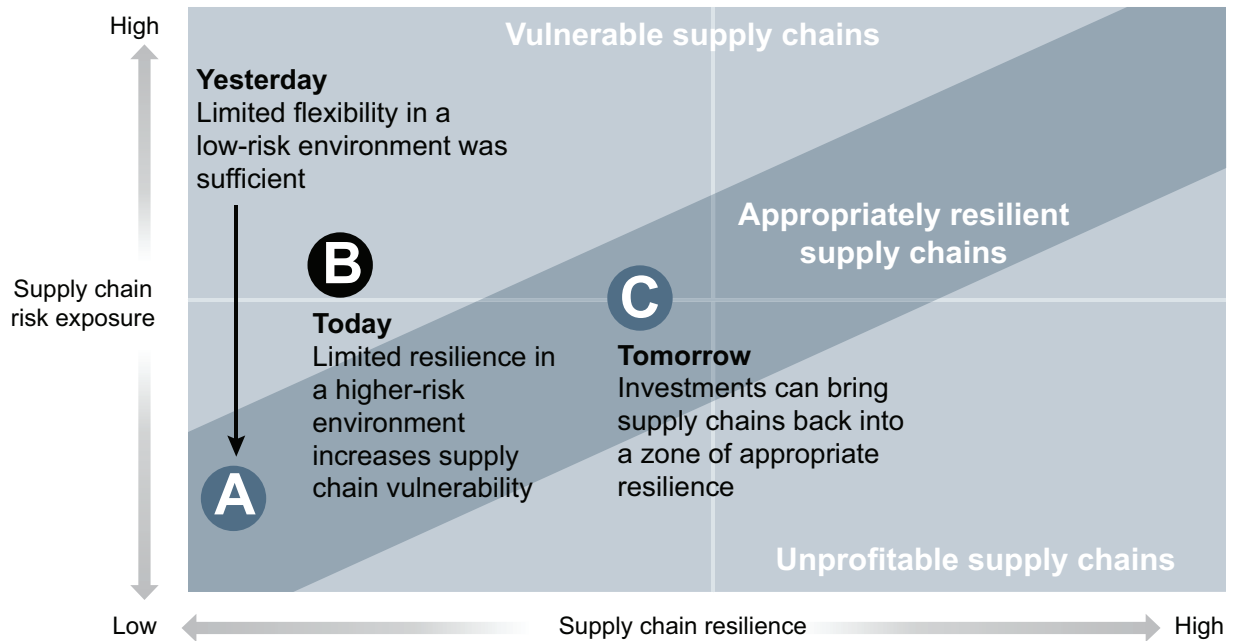 High
Vulnerable supply chains
Yesterday
Limited flexibility in a
low-risk environment was
sufficient
Appropriately resilient
supply chains
B
Supply chain
risk exposure
C
Today
Limited resilience in
a higher-risk
environment
increases supply
chain vulnerability
Tomorrow
Investments can bring
supply chains back into
a zone of appropriate
resilience
A
Unprofitable supply chains
Low
Supply chain resilience
High